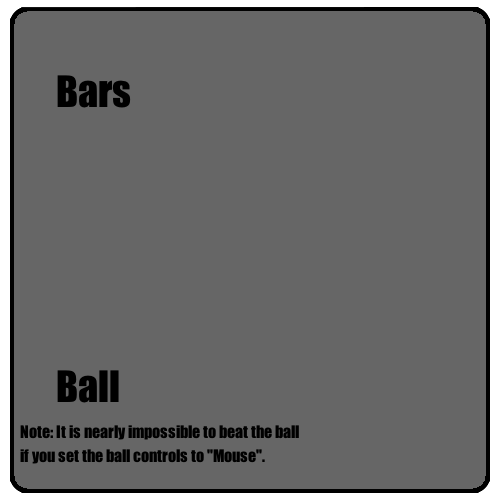 Bars
Ball
Note: It is nearly impossible to beat the ball
if you set the ball controls to "Mouse".